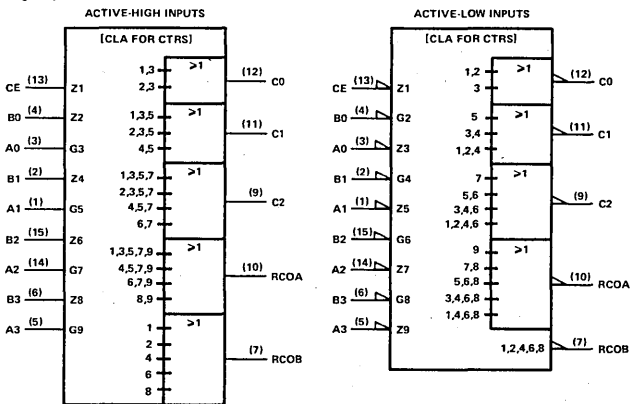 ACTIVE-HIGH INPUTS
[CLA FOR CTRS]
CE (13) Z1
B0 (4) Z2
A0 (3) G3
B1 (2) Z4
A1 (1) G5
B2 (15) Z6
A2 (14) G7
B3 (6) Z8
A3 (5) G9
1,3 ≥1
2,3
(12) C0
1,3,5 ≥1
2,3,5
4,5
(11) C1
1,3,5,7 ≥1
2,3,5,7
4,5,7
6,7
(9) C2
1,3,5,7,9 ≥1
4,5,7,9
6,7,9
8,9
(10) RCOA
1 ≥1
2
4
6
8
(7) RCOB
ACTIVE-LOW INPUTS
[CLA FOR CTRS]
CE (13) Z1
B0 (4) G2
A0 (3) Z3
B1 (2) G4
A1 (1) Z5
B2 (15) G6
A2 (14) Z7
B3 (6) G8
A3 (5) Z9
1,2 ≥1
3
(12) C0
5 ≥1
3,4
1,2,4
(11) C1
7 ≥1
5,6
3,4,6
1,2,4,6
(9) C2
9 ≥1
7,8
5,6,8
3,4,6,8
1,4,6,8
(10) RCOA
1,2,4,6,8
(7) RCOB